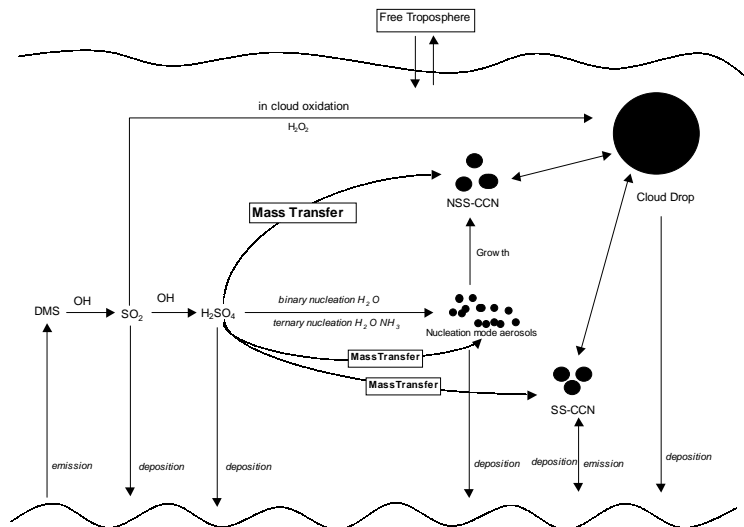 Free Troposphere
in cloud oxidation
H₂O₂
NSS-CCN
Cloud Drop
Mass Transfer
Growth
DMS
OH
SO₂
OH
H₂SO₄
binary nucleation H₂O
ternary nucleation H₂O NH₃
Nucleation mode aerosols
MassTransfer
MassTransfer
SS-CCN
emission
deposition
deposition
deposition
deposition
emission
deposition